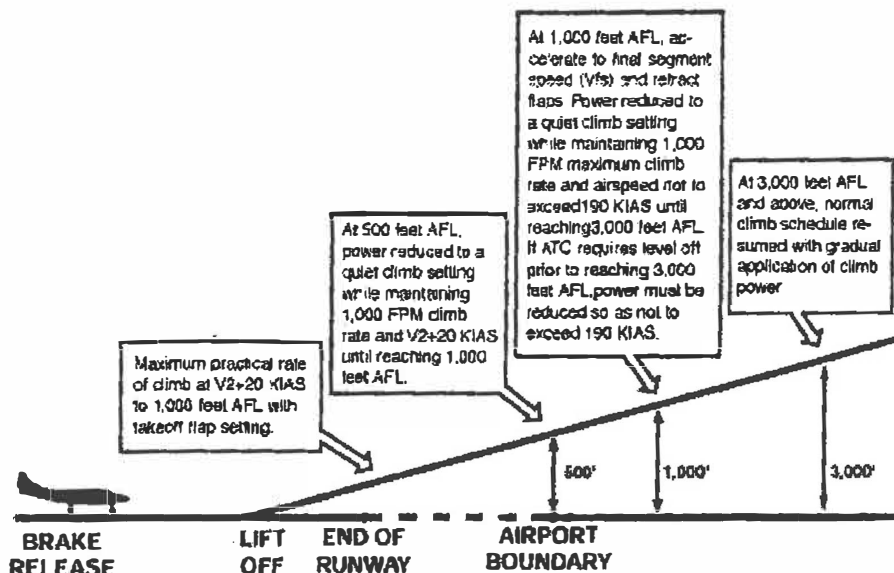 Maximum practical rate
of climb at V2+20 KIAS
to 1,000 feet AFL with
takeoff flap setting.
At 500 feet AFL,
power reduced to a
quiet climb setting
while maintaining
1,000 FPM climb
rate and V2+20 KIAS
until reaching 1,000
feet AFL.
At 1,000 feet AFL, ac-
celerate to final segment
speed (Vfs) and retract
flaps. Power reduced to
a quiet climb setting
while maintaining 1,000
FPM maximum climb
rate and airspeed not to
exceed190 KIAS until
reaching3,000 feet AFL.
If ATC requires level off
prior to reaching 3,000
feet AFL,power must be
reduced so as not to
exceed 190 KIAS.
At 3,000 feet AFL
and above, normal
climb schedule re-
sumed with gradual
application of climb
power
500'
1,000'
3,000'
BRAKE
RELEASE
LIFT
OFF
END OF
RUNWAY
AIRPORT
BOUNDARY